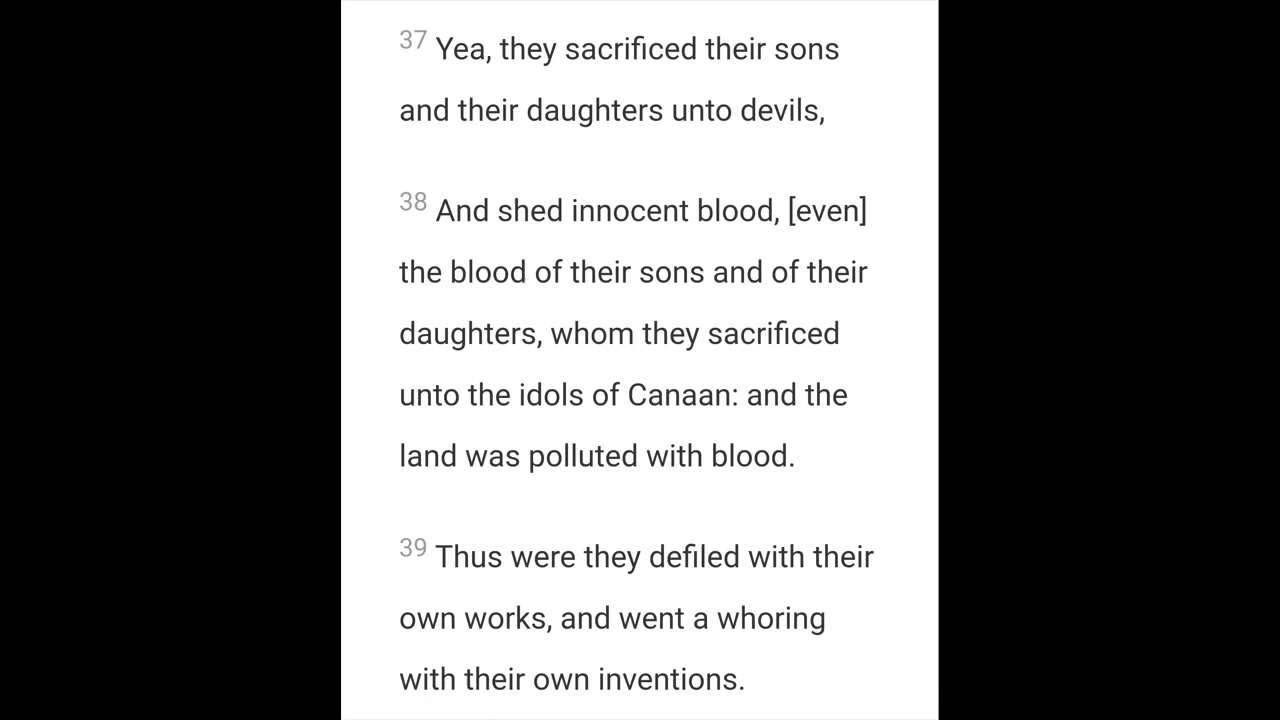 37 Yea, they sacrificed their sons
and their daughters unto devils,
38 And shed innocent blood, [even]
the blood of their sons and of their
daughters, whom they sacrificed
unto the idols of Canaan: and the
land was polluted with blood.
39 Thus were they defiled with their
own works, and went a whoring
with their own inventions.